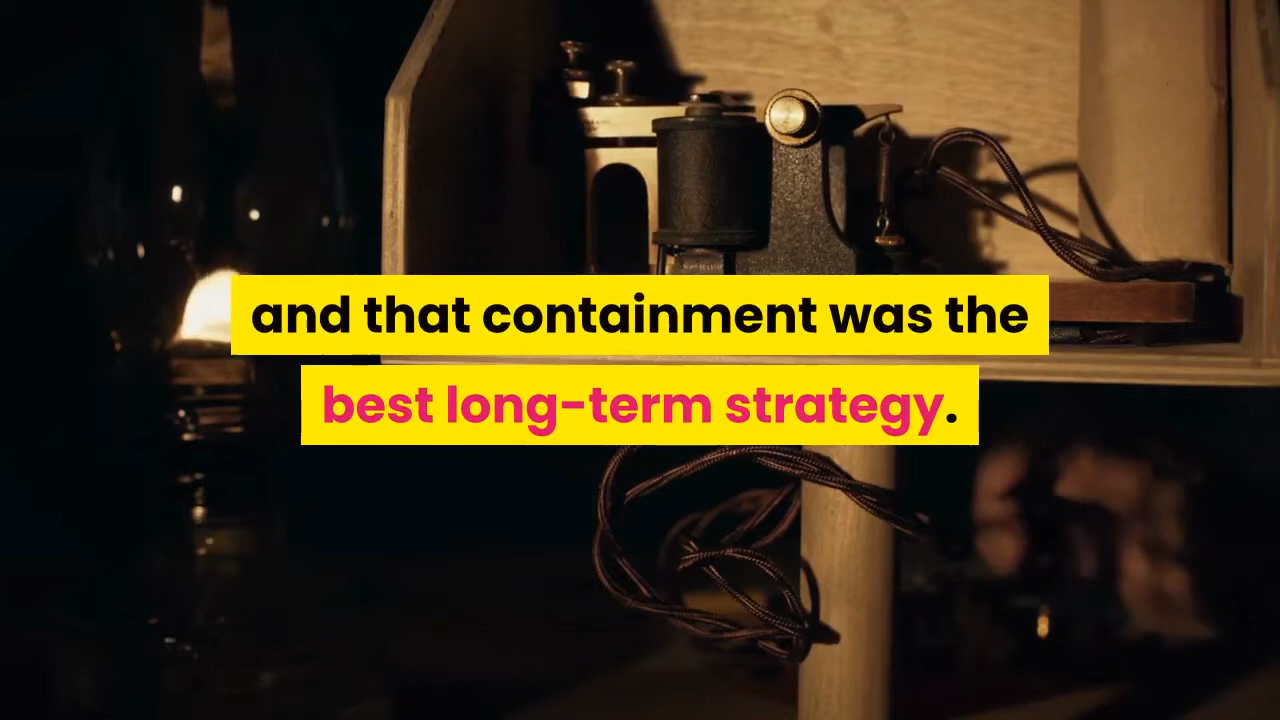 and that containment was the
best long-term strategy.